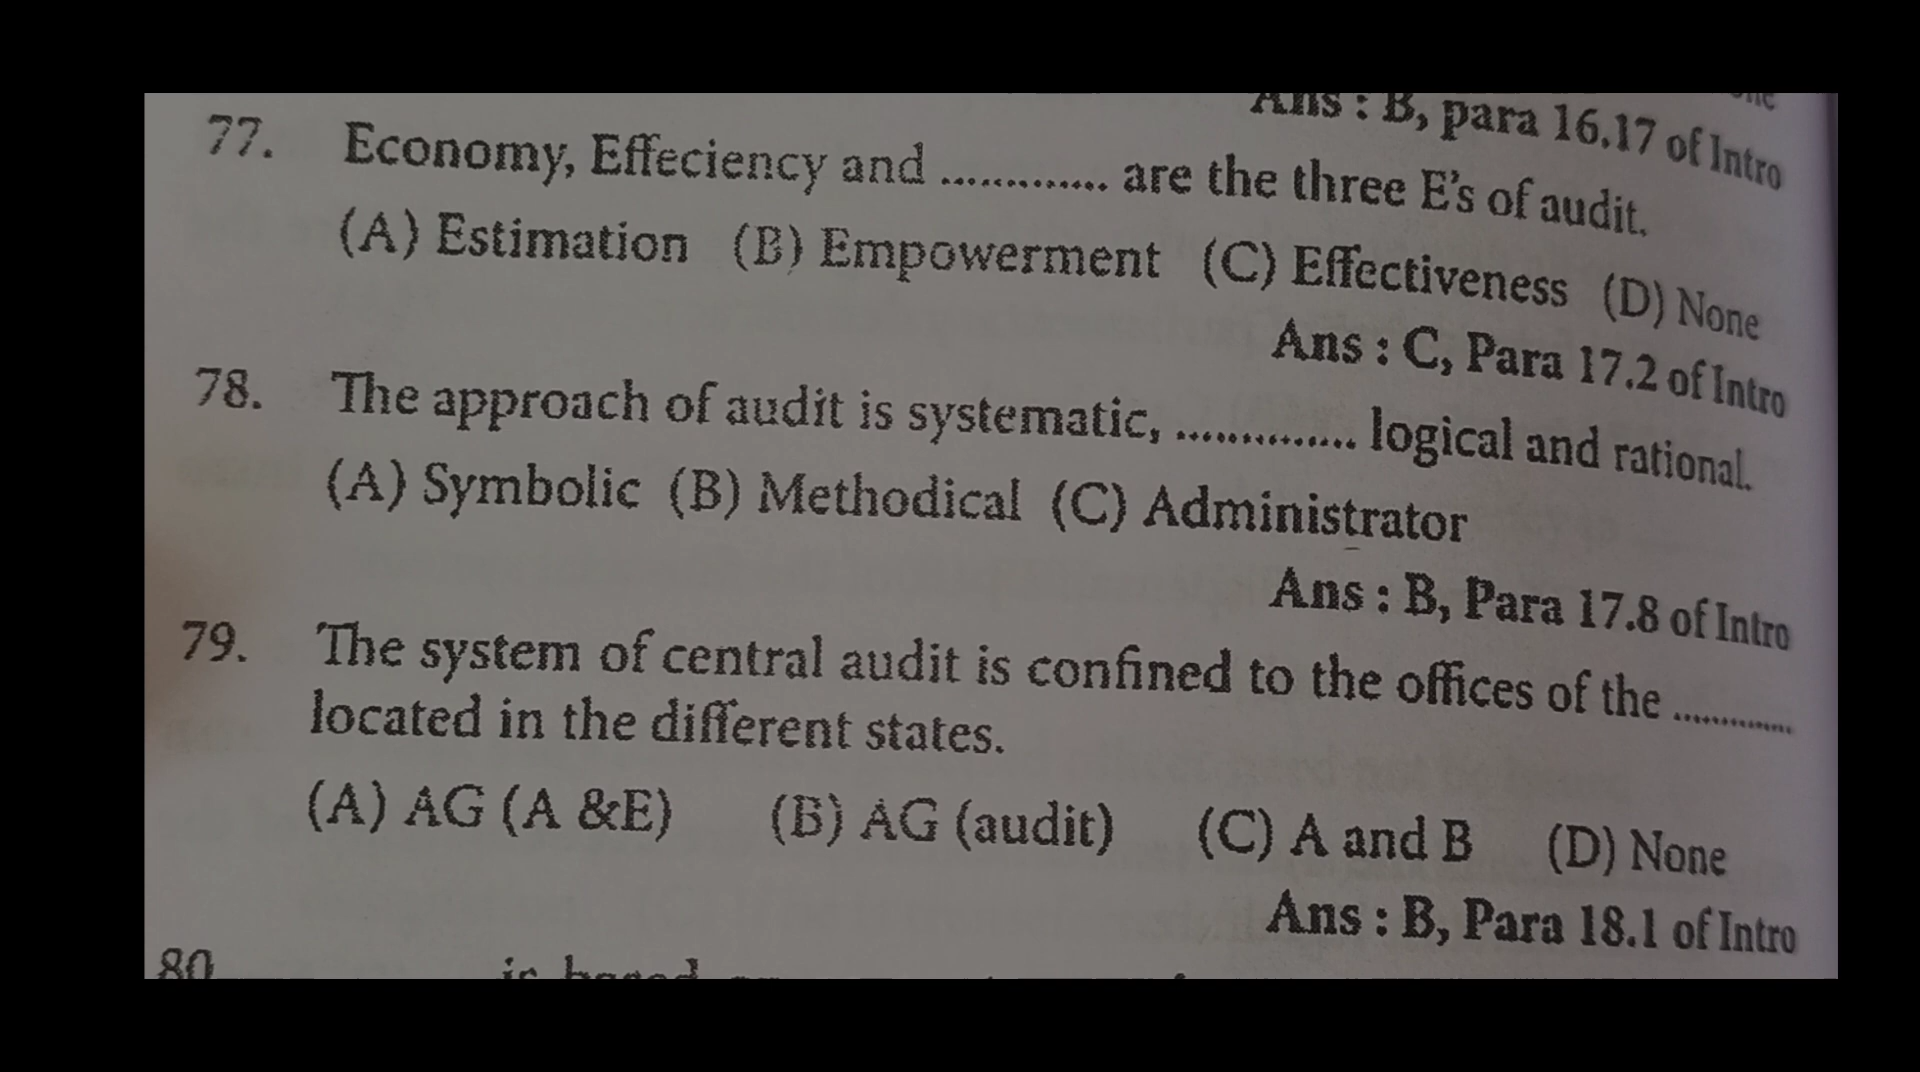 Ans : B, para 16.17 of Intro
77. Economy, Effeciency and ............. are the three E's of audit.
(A) Estimation (B) Empowerment (C) Effectiveness (D) None
Ans : C, Para 17.2 of Intro
78. The approach of audit is systematic, .............. logical and rational.
(A) Symbolic (B) Methodical (C) Administrator
Ans : B, Para 17.8 of Intro
79. The system of central audit is confined to the offices of the .............
located in the different states.
(A) AG (A &E) (B) AG (audit) (C) A and B (D) None
Ans : B, Para 18.1 of Intro
80 is based